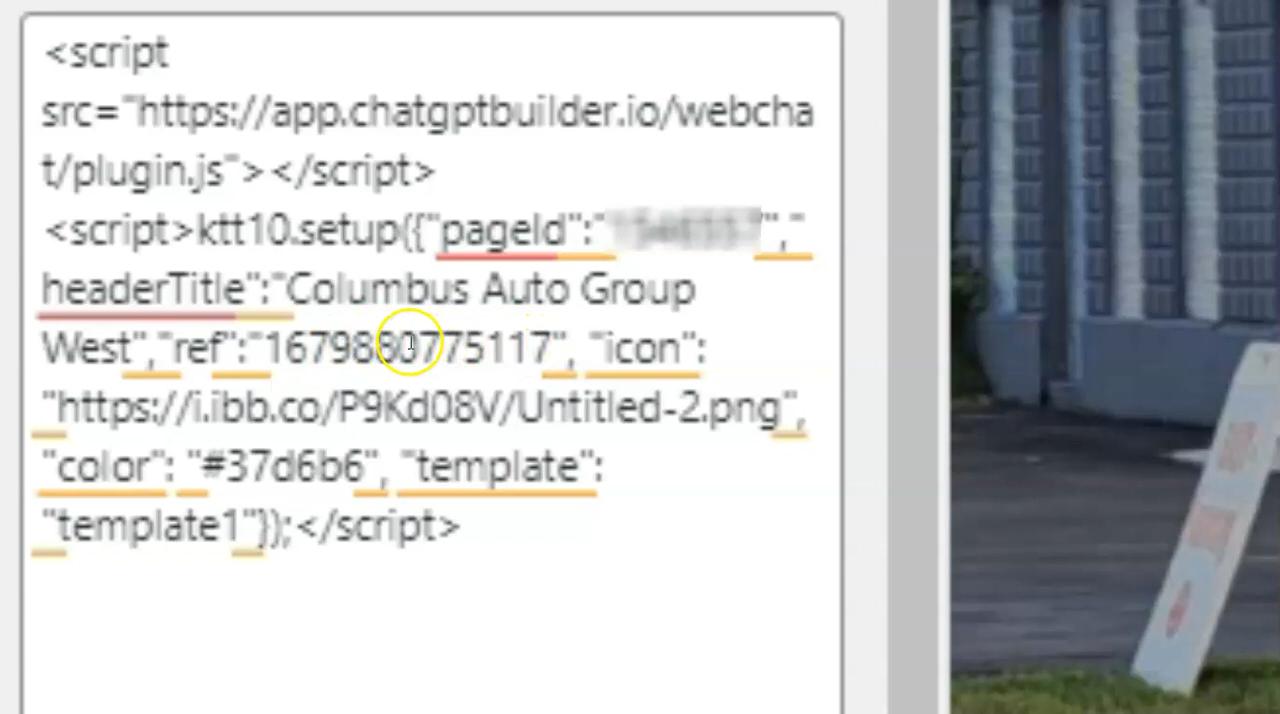 <script
src="https://app.chatgptbuilder.io/webcha
t/plugin.js"></script>
<script>ktt10.setup({"pageId":"","
headerTitle":"Columbus Auto Group
West","ref":"1679880775117", "icon":
"https://i.ibb.co/P9Kd08V/Untitled-2.png",
"color": "#37d6b6", "template":
"template1"});</script>